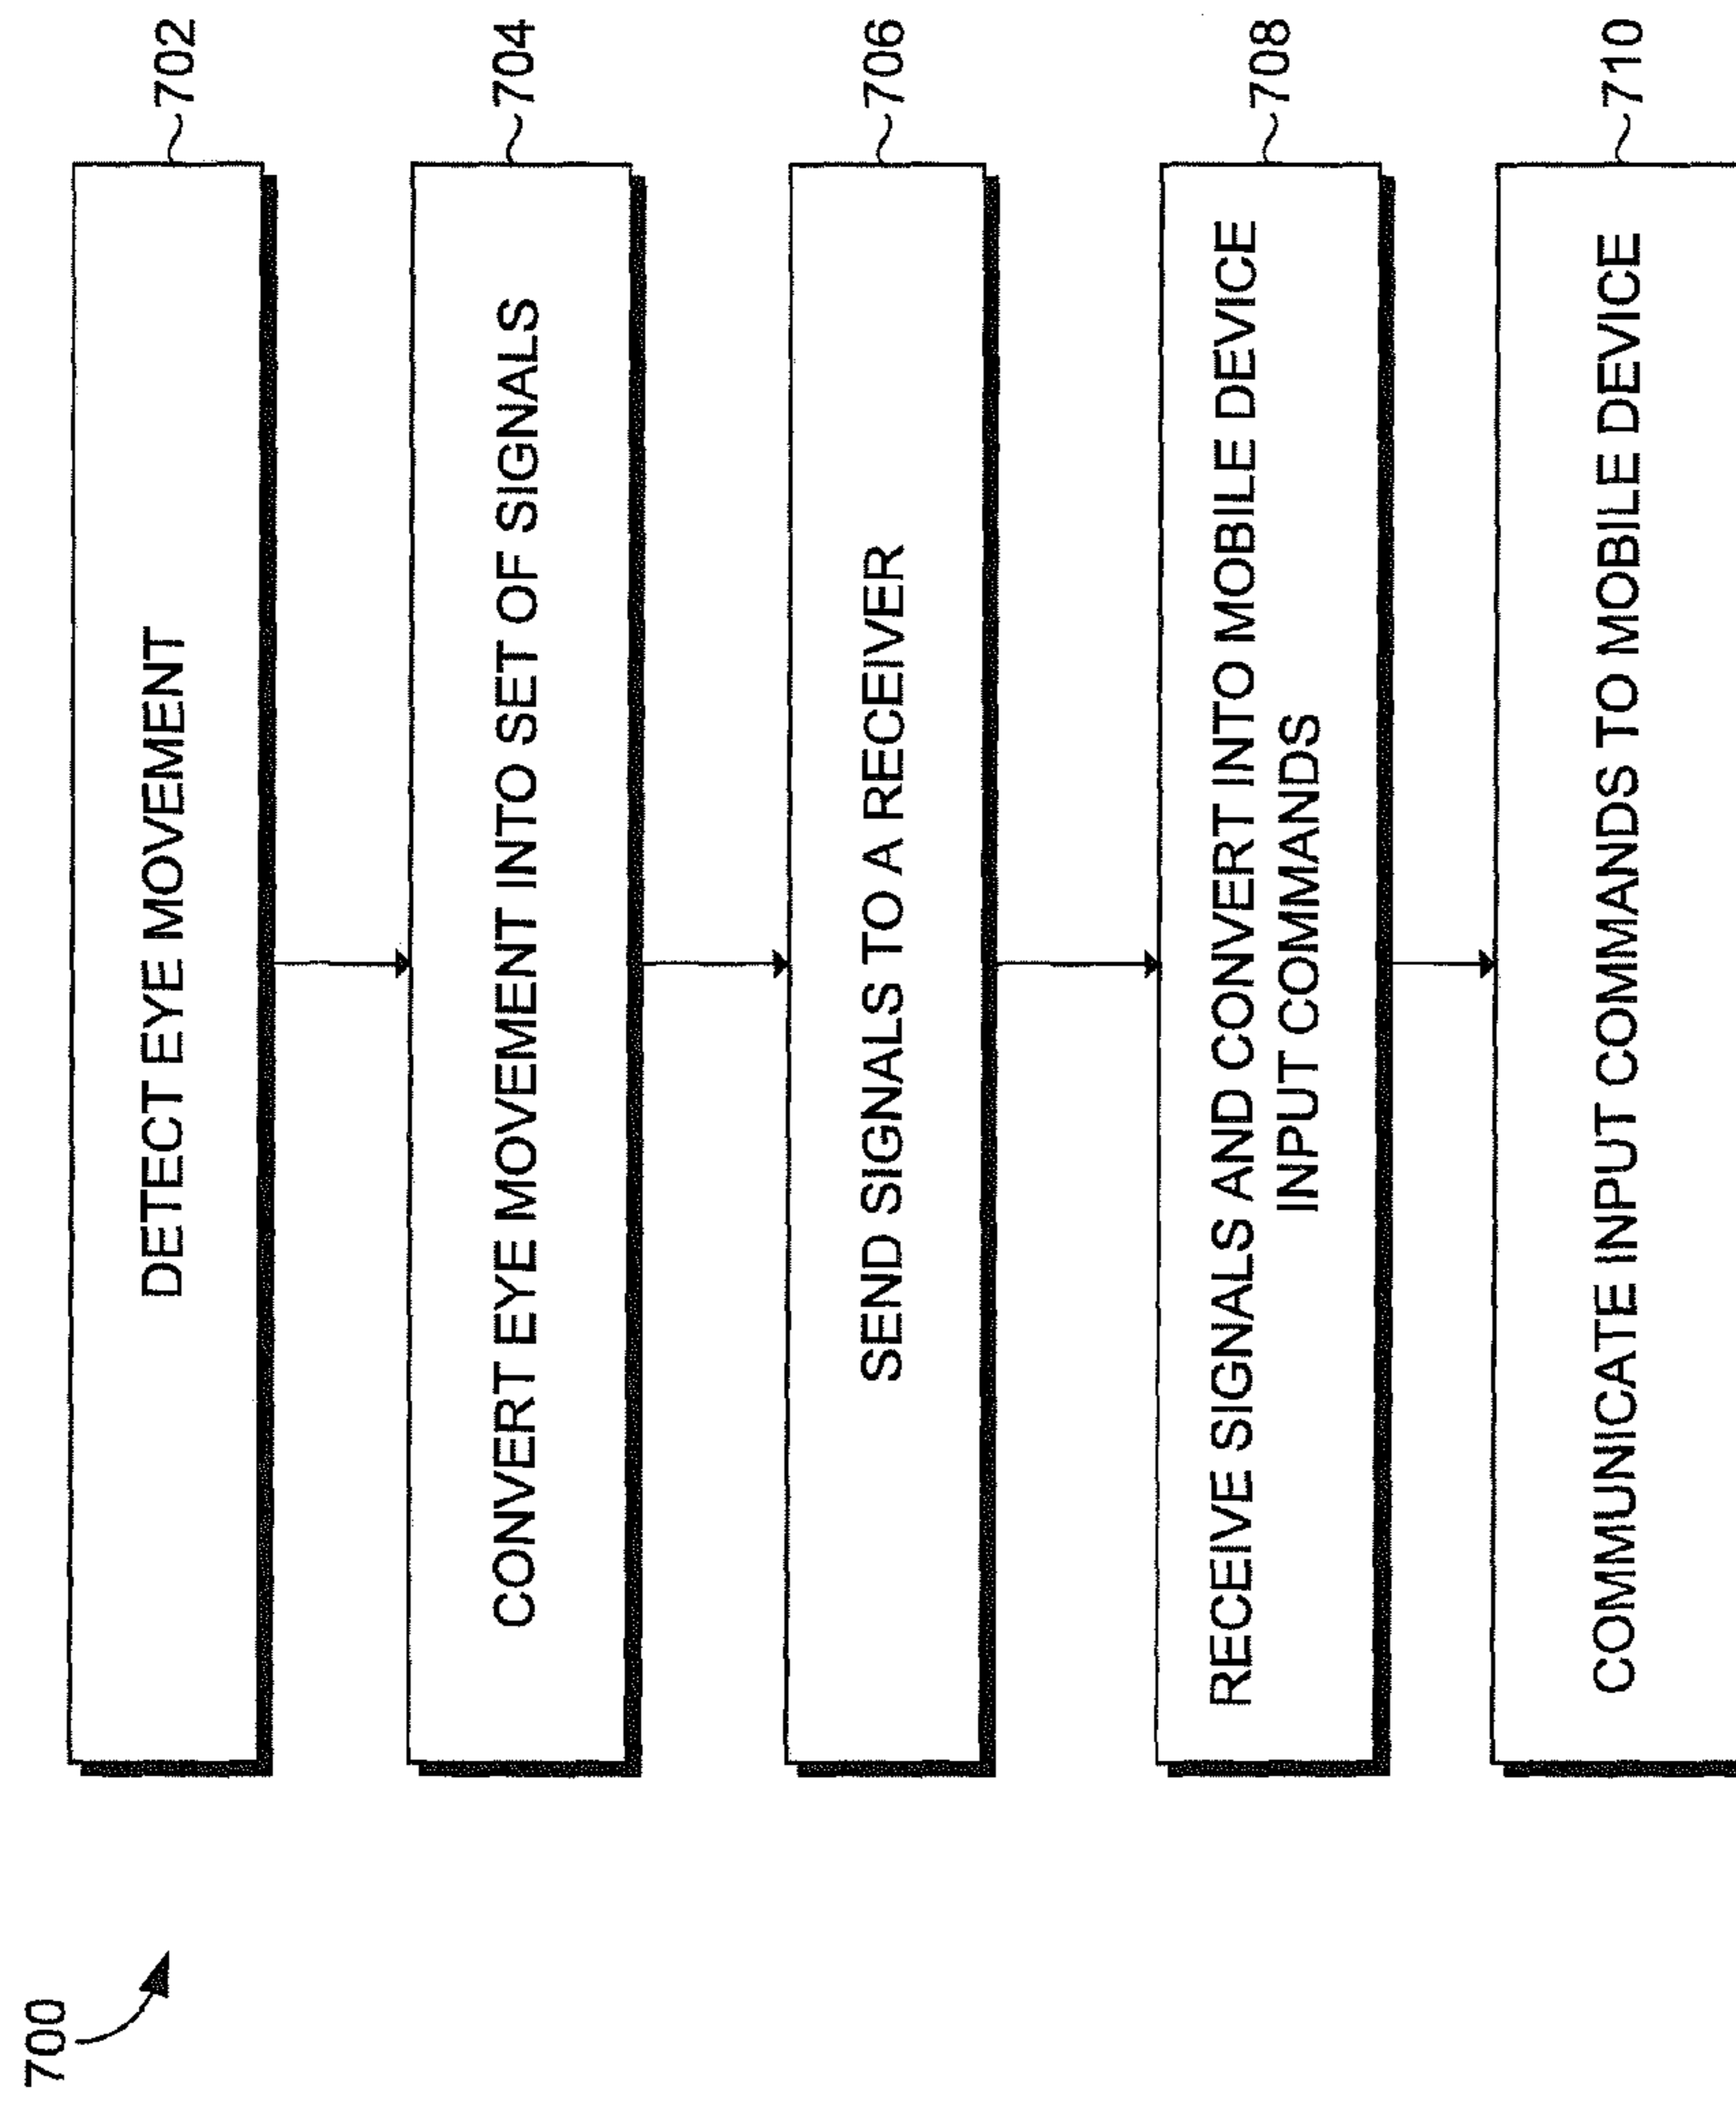 700
DETECT EYE MOVEMENT
702
CONVERT EYE MOVEMENT INTO SET OF SIGNALS
704
SEND SIGNALS TO A RECEIVER
706
RECEIVE SIGNALS AND CONVERT INTO MOBILE DEVICE
INPUT COMMANDS
708
COMMUNICATE INPUT COMMANDS TO MOBILE DEVICE
710